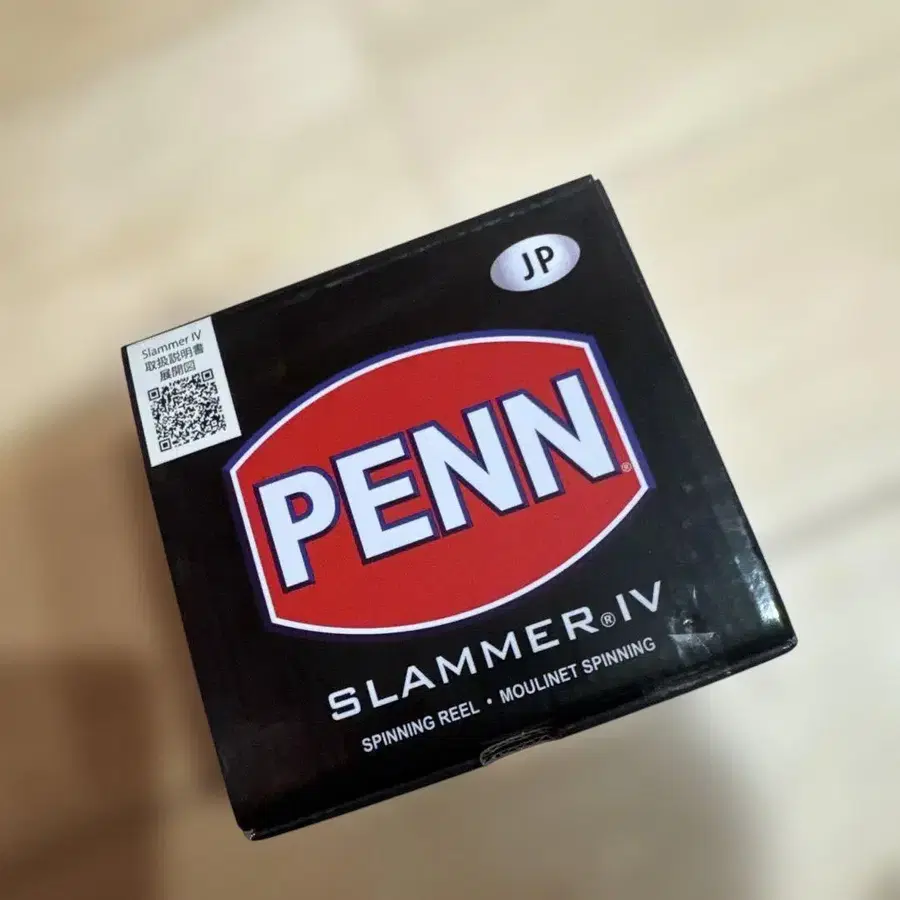 JP
Slammer IV
取扱説明書
展開図
PENN®
SLAMMER®IV
SPINNING REEL • MOULINET SPINNING